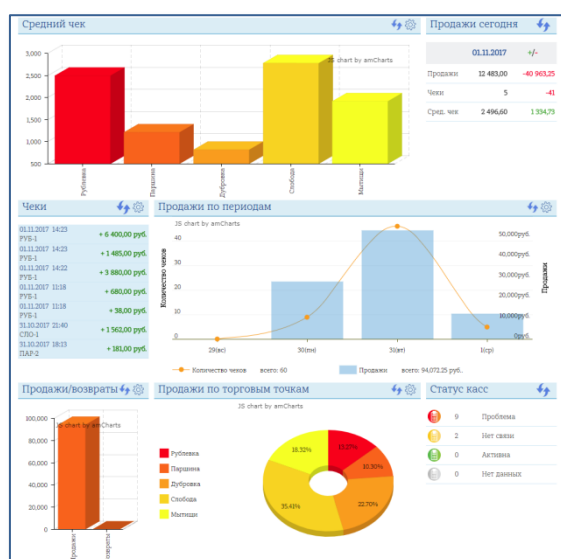 Средний чек
JS chart by amCharts
3,000
2,500
2,000
1,500
1,000
500
Рублевка
Паршина
Дубровка
Слобода
Мытищи
Продажи сегодня
01.11.2017 +/-
Продажи 12 483,00 -40 963,25
Чеки 5 -41
Сред. чек 2 496,60 1 334,73
Чеки
01.11.2017 14:23
РУБ-1 + 6 400,00 руб.
01.11.2017 14:23
РУБ-1 + 1 485,00 руб.
01.11.2017 14:22
РУБ-1 + 3 880,00 руб.
01.11.2017 11:18
РУБ-1 + 680,00 руб.
01.11.2017 11:18
РУБ-1 + 38,00 руб.
31.10.2017 21:40
СЛО-1 + 1 562,00 руб.
31.10.2017 18:13
ПАР-2 + 181,00 руб.
Продажи по периодам
JS chart by amCharts
Количество чеков
40
30
20
10
0
50,000руб.
40,000руб.
30,000руб.
20,000руб.
10,000руб.
0руб.
Продажи
29(вс) 30(пн) 31(вт) 1(ср)
Количество чеков всего: 60 Продажи всего: 94,072.25 руб..
Продажи/возвраты
JS chart by amCharts
100,000
80,000
60,000
40,000
20,000
0
Продажи
Возвраты
Продажи по торговым точкам
JS chart by amCharts
Рублевка
Паршина
Дубровка
Слобода
Мытищи
18.32%
13.27%
10.30%
22.70%
35.41%
Статус касс
9 Проблема
2 Нет связи
0 Активна
0 Нет данных